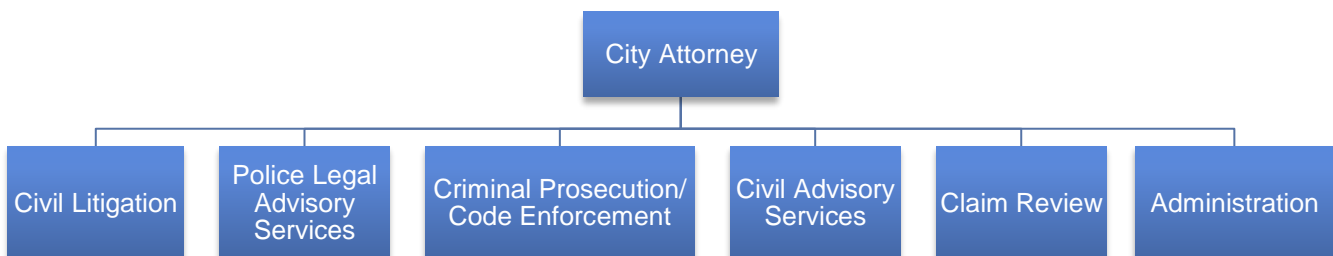 City Attorney
Civil Litigation
Police Legal
Advisory
Services
Criminal Prosecution/
Code Enforcement
Civil Advisory
Services
Claim Review
Administration